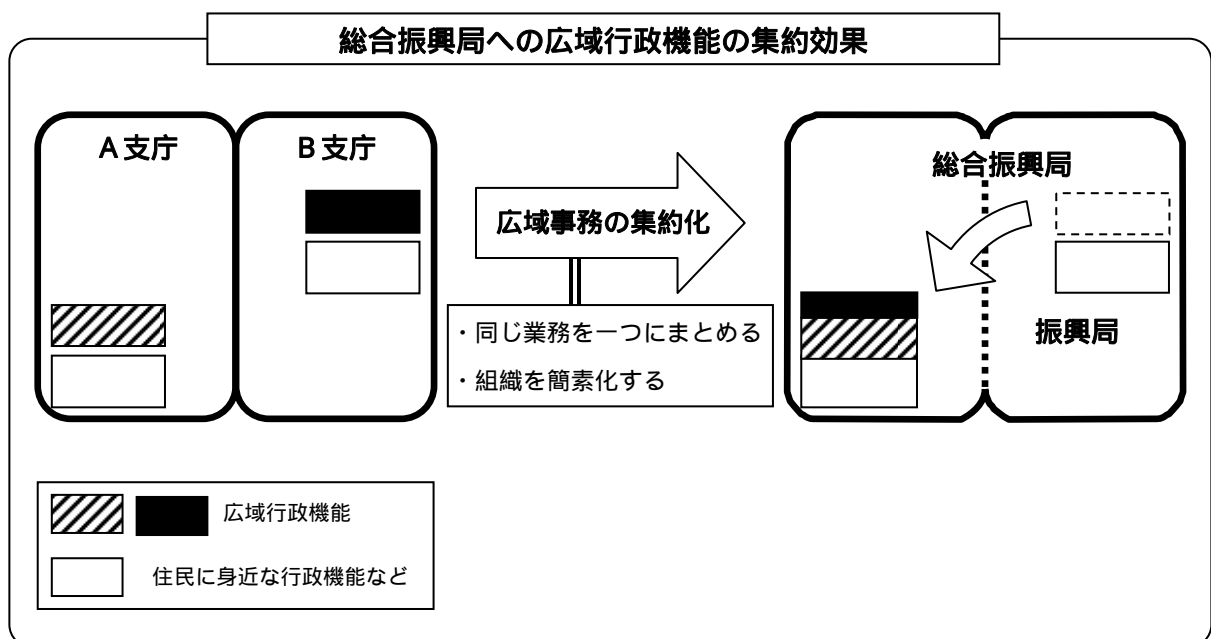 総合振興局への広域行政機能の集約効果
A支庁
B支庁
広域事務の集約化
・同じ業務を一つにまとめる
・組織を簡素化する
総合振興局
振興局
広域行政機能
住民に身近な行政機能など